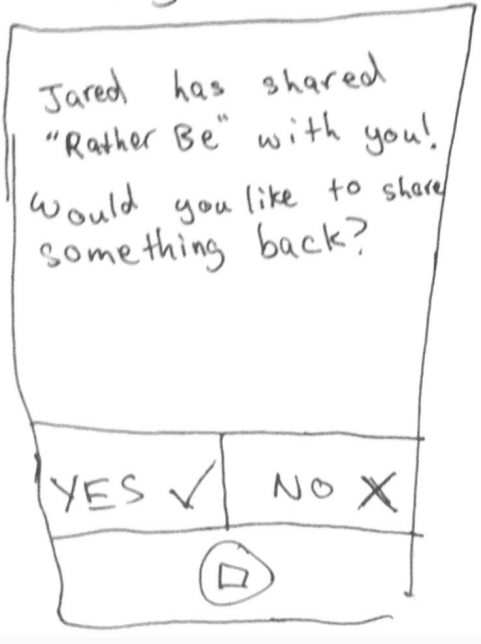 Jared has shared
"Rather Be" with you!
Would you like to share
something back?
YES ✓ NO X